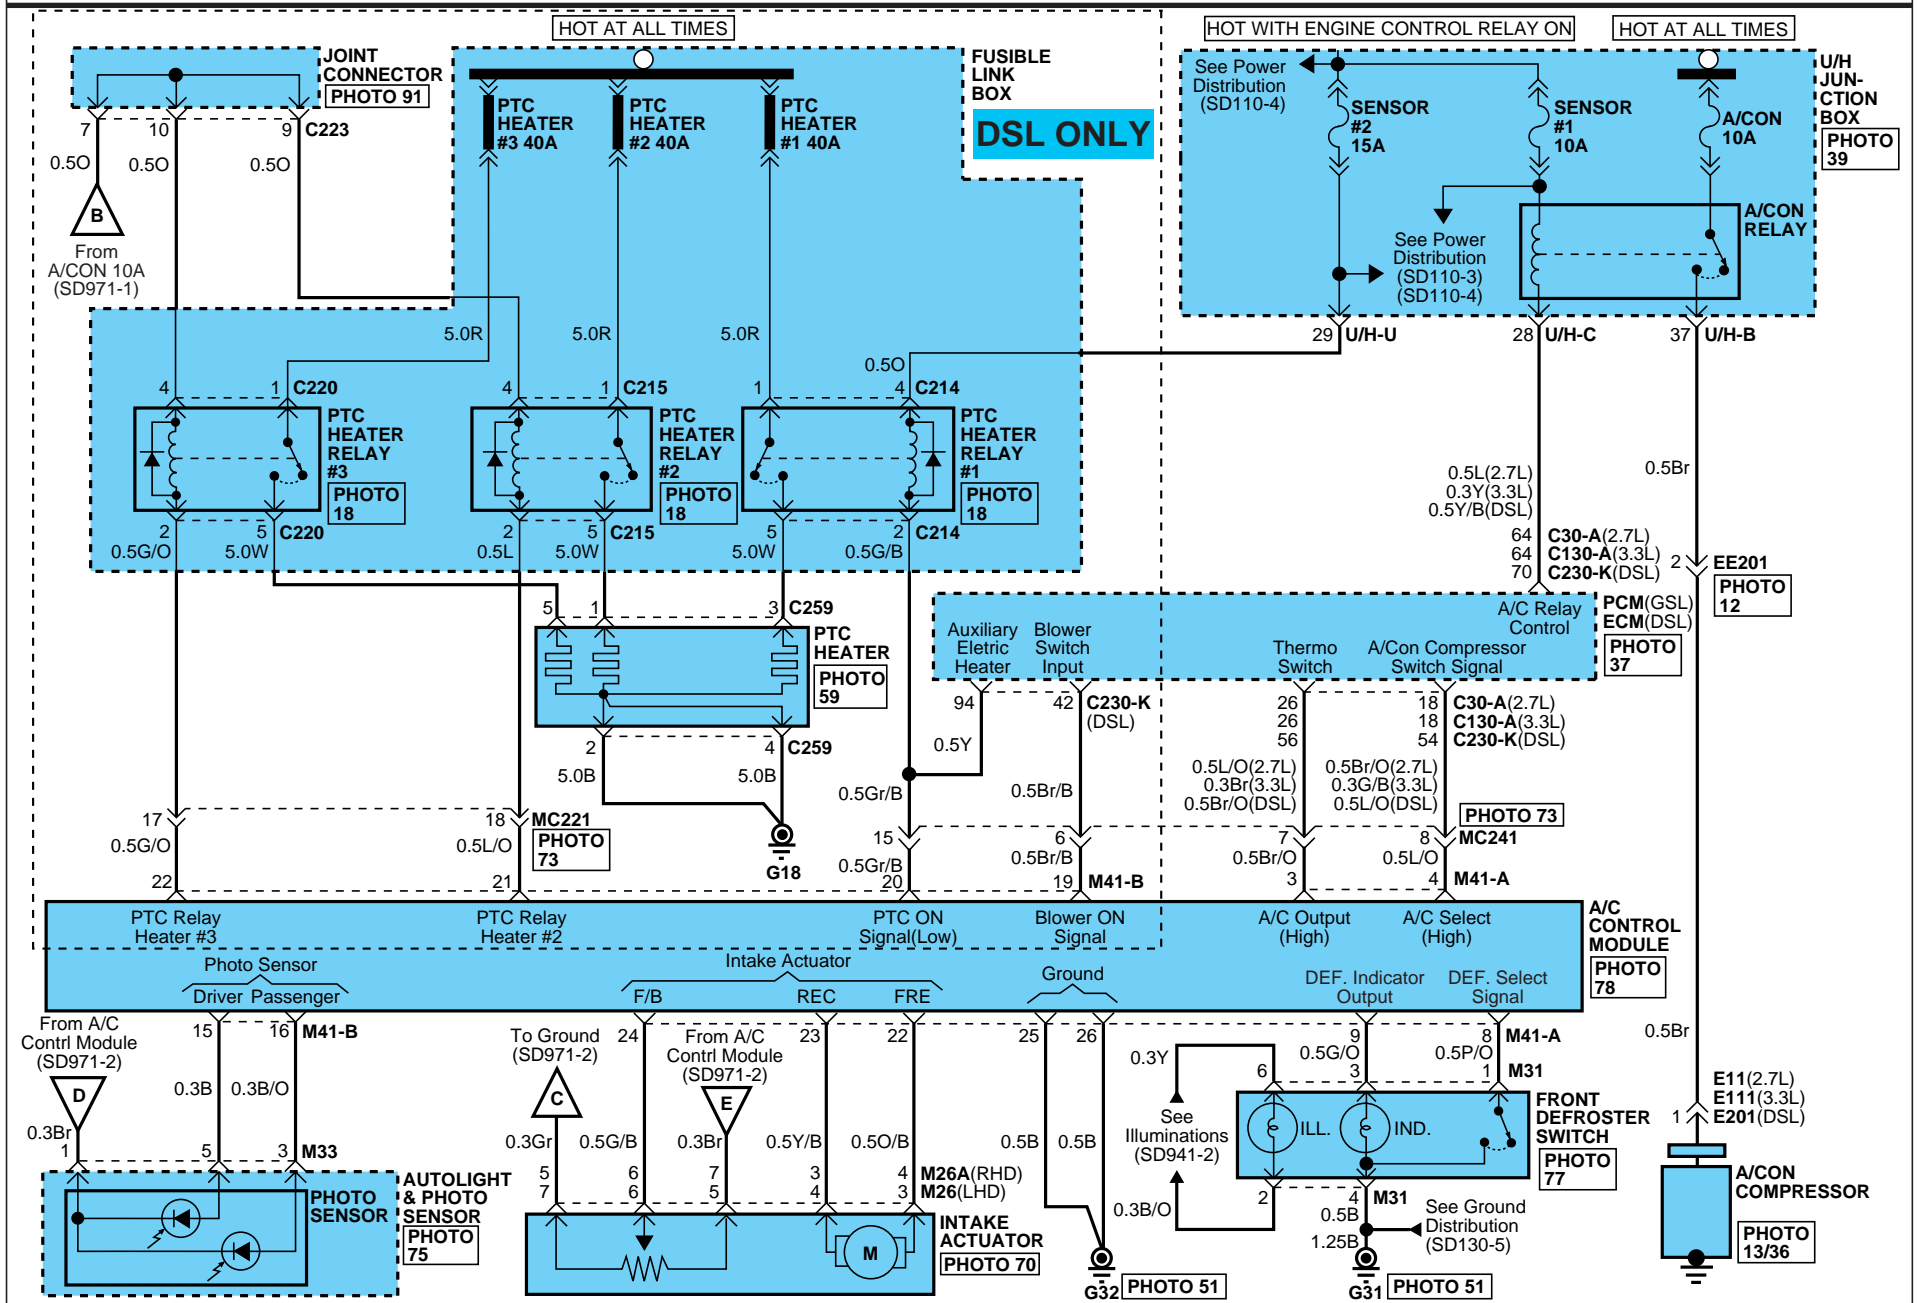 HOT AT ALL TIMES
HOT WITH ENGINE CONTROL RELAY ON
HOT AT ALL TIMES
JOINT
CONNECTOR
PHOTO 91
7
10
9
C223
0.5O
0.5O
0.5O
B
From
A/CON 10A
(SD971-1)
PTC
HEATER
#3 40A
PTC
HEATER
#2 40A
PTC
HEATER
#1 40A
FUSIBLE
LINK
BOX
DSL ONLY
See Power
Distribution
(SD110-4)
SENSOR
#2
15A
SENSOR
#1
10A
A/CON
10A
U/H
JUN-
CTION
BOX
PHOTO
39
A/CON
RELAY
See Power
Distribution
(SD110-3)
(SD110-4)
29 U/H-U
28 U/H-C
37 U/H-B
5.0R
5.0R
5.0R
0.5O
4
1 C220
4
1 C215
1
4 C214
PTC
HEATER
RELAY
#3
PHOTO
18
PTC
HEATER
RELAY
#2
PHOTO
18
PTC
HEATER
RELAY
#1
PHOTO
18
2
5 C220
2
5 C215
5
2 C214
0.5G/O
5.0W
0.5L
5.0W
5.0W
0.5G/B
0.5L(2.7L)
0.3Y(3.3L)
0.5Y/B(DSL)
0.5Br
64 C30-A(2.7L)
64 C130-A(3.3L)
70 C230-K(DSL)
2 EE201
PHOTO
12
5
1
3 C259
PTC
HEATER
PHOTO
59
2
4 C259
5.0B
5.0B
G18
Auxiliary
Eletric
Heater
Blower
Switch
Input
Thermo
Switch
A/C Relay
Control
A/Con Compressor
Switch Signal
PCM(GSL)
ECM(DSL)
PHOTO
37
94
42 C230-K
(DSL)
26
26
56
18 C30-A(2.7L)
18 C130-A(3.3L)
54 C230-K(DSL)
0.5Y
0.5Gr/B
0.5Br/B
0.5L/O(2.7L)
0.3Br(3.3L)
0.5Br/O(DSL)
0.5Br/O(2.7L)
0.3G/B(3.3L)
0.5L/O(DSL)
PHOTO 73
17
18 MC221
PHOTO
73
15
6
7
8 MC241
0.5G/O
0.5L/O
0.5Gr/B
0.5Br/B
0.5Br/O
0.5L/O
22
21
20
19 M41-B
3
4 M41-A
PTC Relay
Heater #3
PTC Relay
Heater #2
PTC ON
Signal(Low)
Blower ON
Signal
A/C Output
(High)
A/C Select
(High)
A/C
CONTROL
MODULE
PHOTO
78
Photo Sensor
Driver Passenger
Intake Actuator
F/B
REC
FRE
Ground
DEF. Indicator
Output
DEF. Select
Signal
From A/C
Contrl Module
(SD971-2)
D
0.3Br
1
15
16 M41-B
0.3B
0.3B/O
5
3 M33
PHOTO
SENSOR
AUTOLIGHT
& PHOTO
SENSOR
PHOTO
75
To Ground
(SD971-2)
C
0.3Gr
24
0.5G/B
From A/C
Contrl Module
(SD971-2)
E
0.3Br
23
22
0.5Y/B
0.5O/B
5
6
7
3
4 M26A(RHD)
7
6
5
4
3 M26(LHD)
M
INTAKE
ACTUATOR
PHOTO 70
25
26
0.5B
0.5B
G32
PHOTO 51
0.3Y
9
8 M41-A
0.5G/O
0.5P/O
6
3
1 M31
See
Illuminations
(SD941-2)
ILL.
IND.
FRONT
DEFROSTER
SWITCH
PHOTO
77
0.3B/O
2
4 M31
0.5B
1.25B
See Ground
Distribution
(SD130-5)
G31
PHOTO 51
0.5Br
E11(2.7L)
E111(3.3L)
1 E201(DSL)
A/CON
COMPRESSOR
PHOTO
13/36